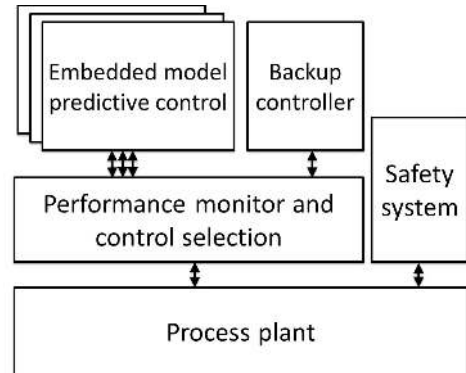 Embedded model
predictive control
Backup
controller
Safety
system
Performance monitor and
control selection
Process plant